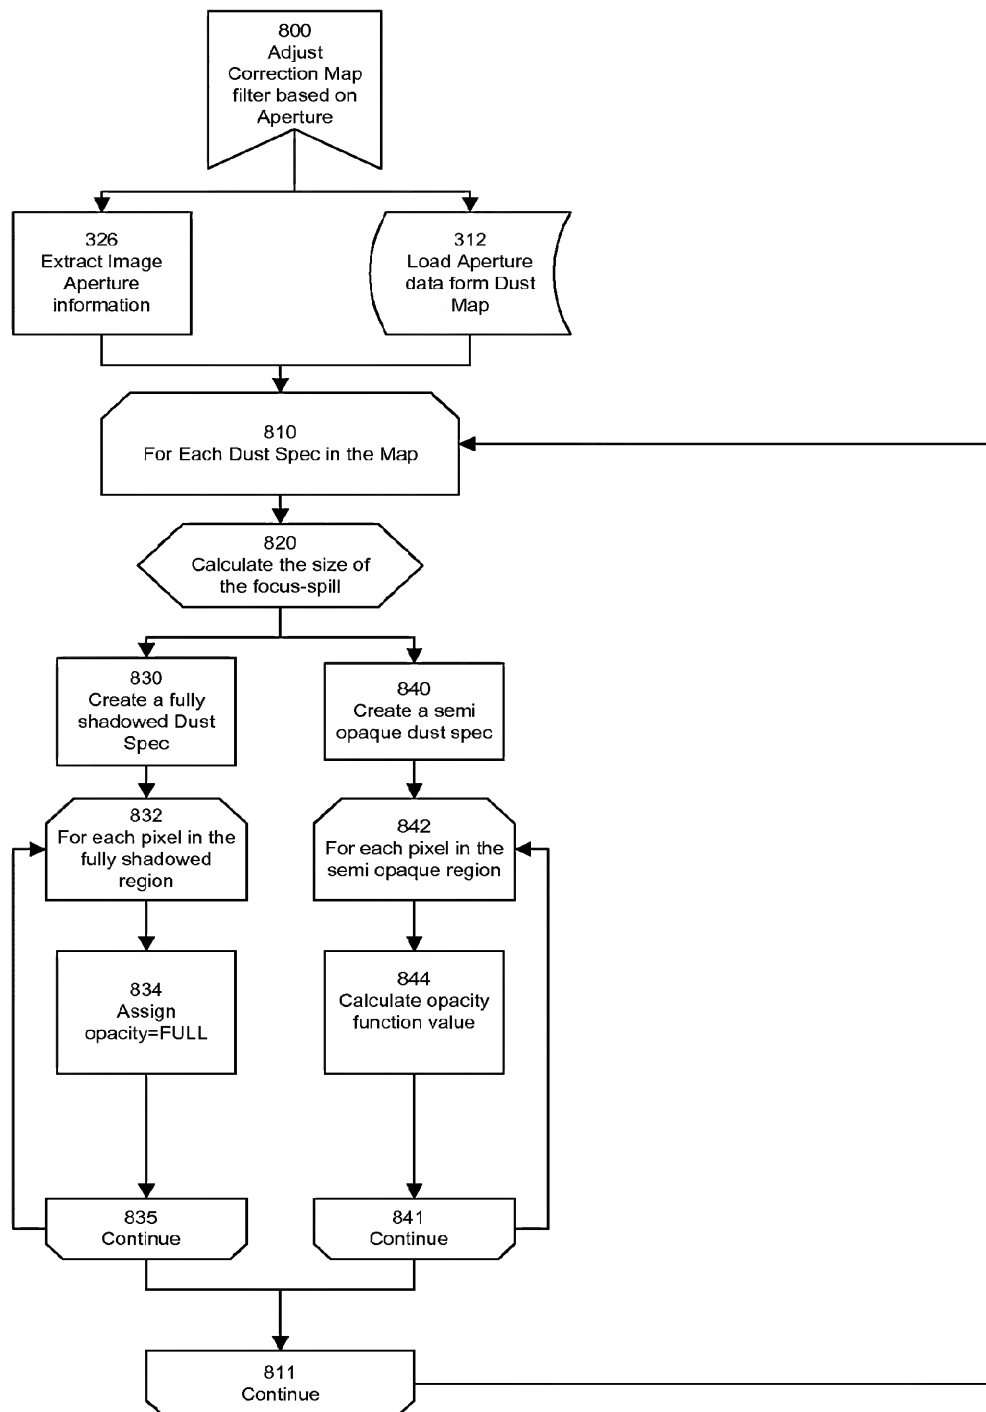 800
Adjust
Correction Map
filter based on
Aperture
326
Extract Image
Aperture
information
312
Load Aperture
data form Dust
Map
810
For Each Dust Spec in the Map
820
Calculate the size of
the focus-spill
830
Create a fully
shadowed Dust
Spec
840
Create a semi
opaque dust spec
832
For each pixel in the
fully shadowed
region
842
For each pixel in the
semi opaque region
834
Assign
opacity=FULL
844
Calculate opacity
function value
835
Continue
841
Continue
811
Continue